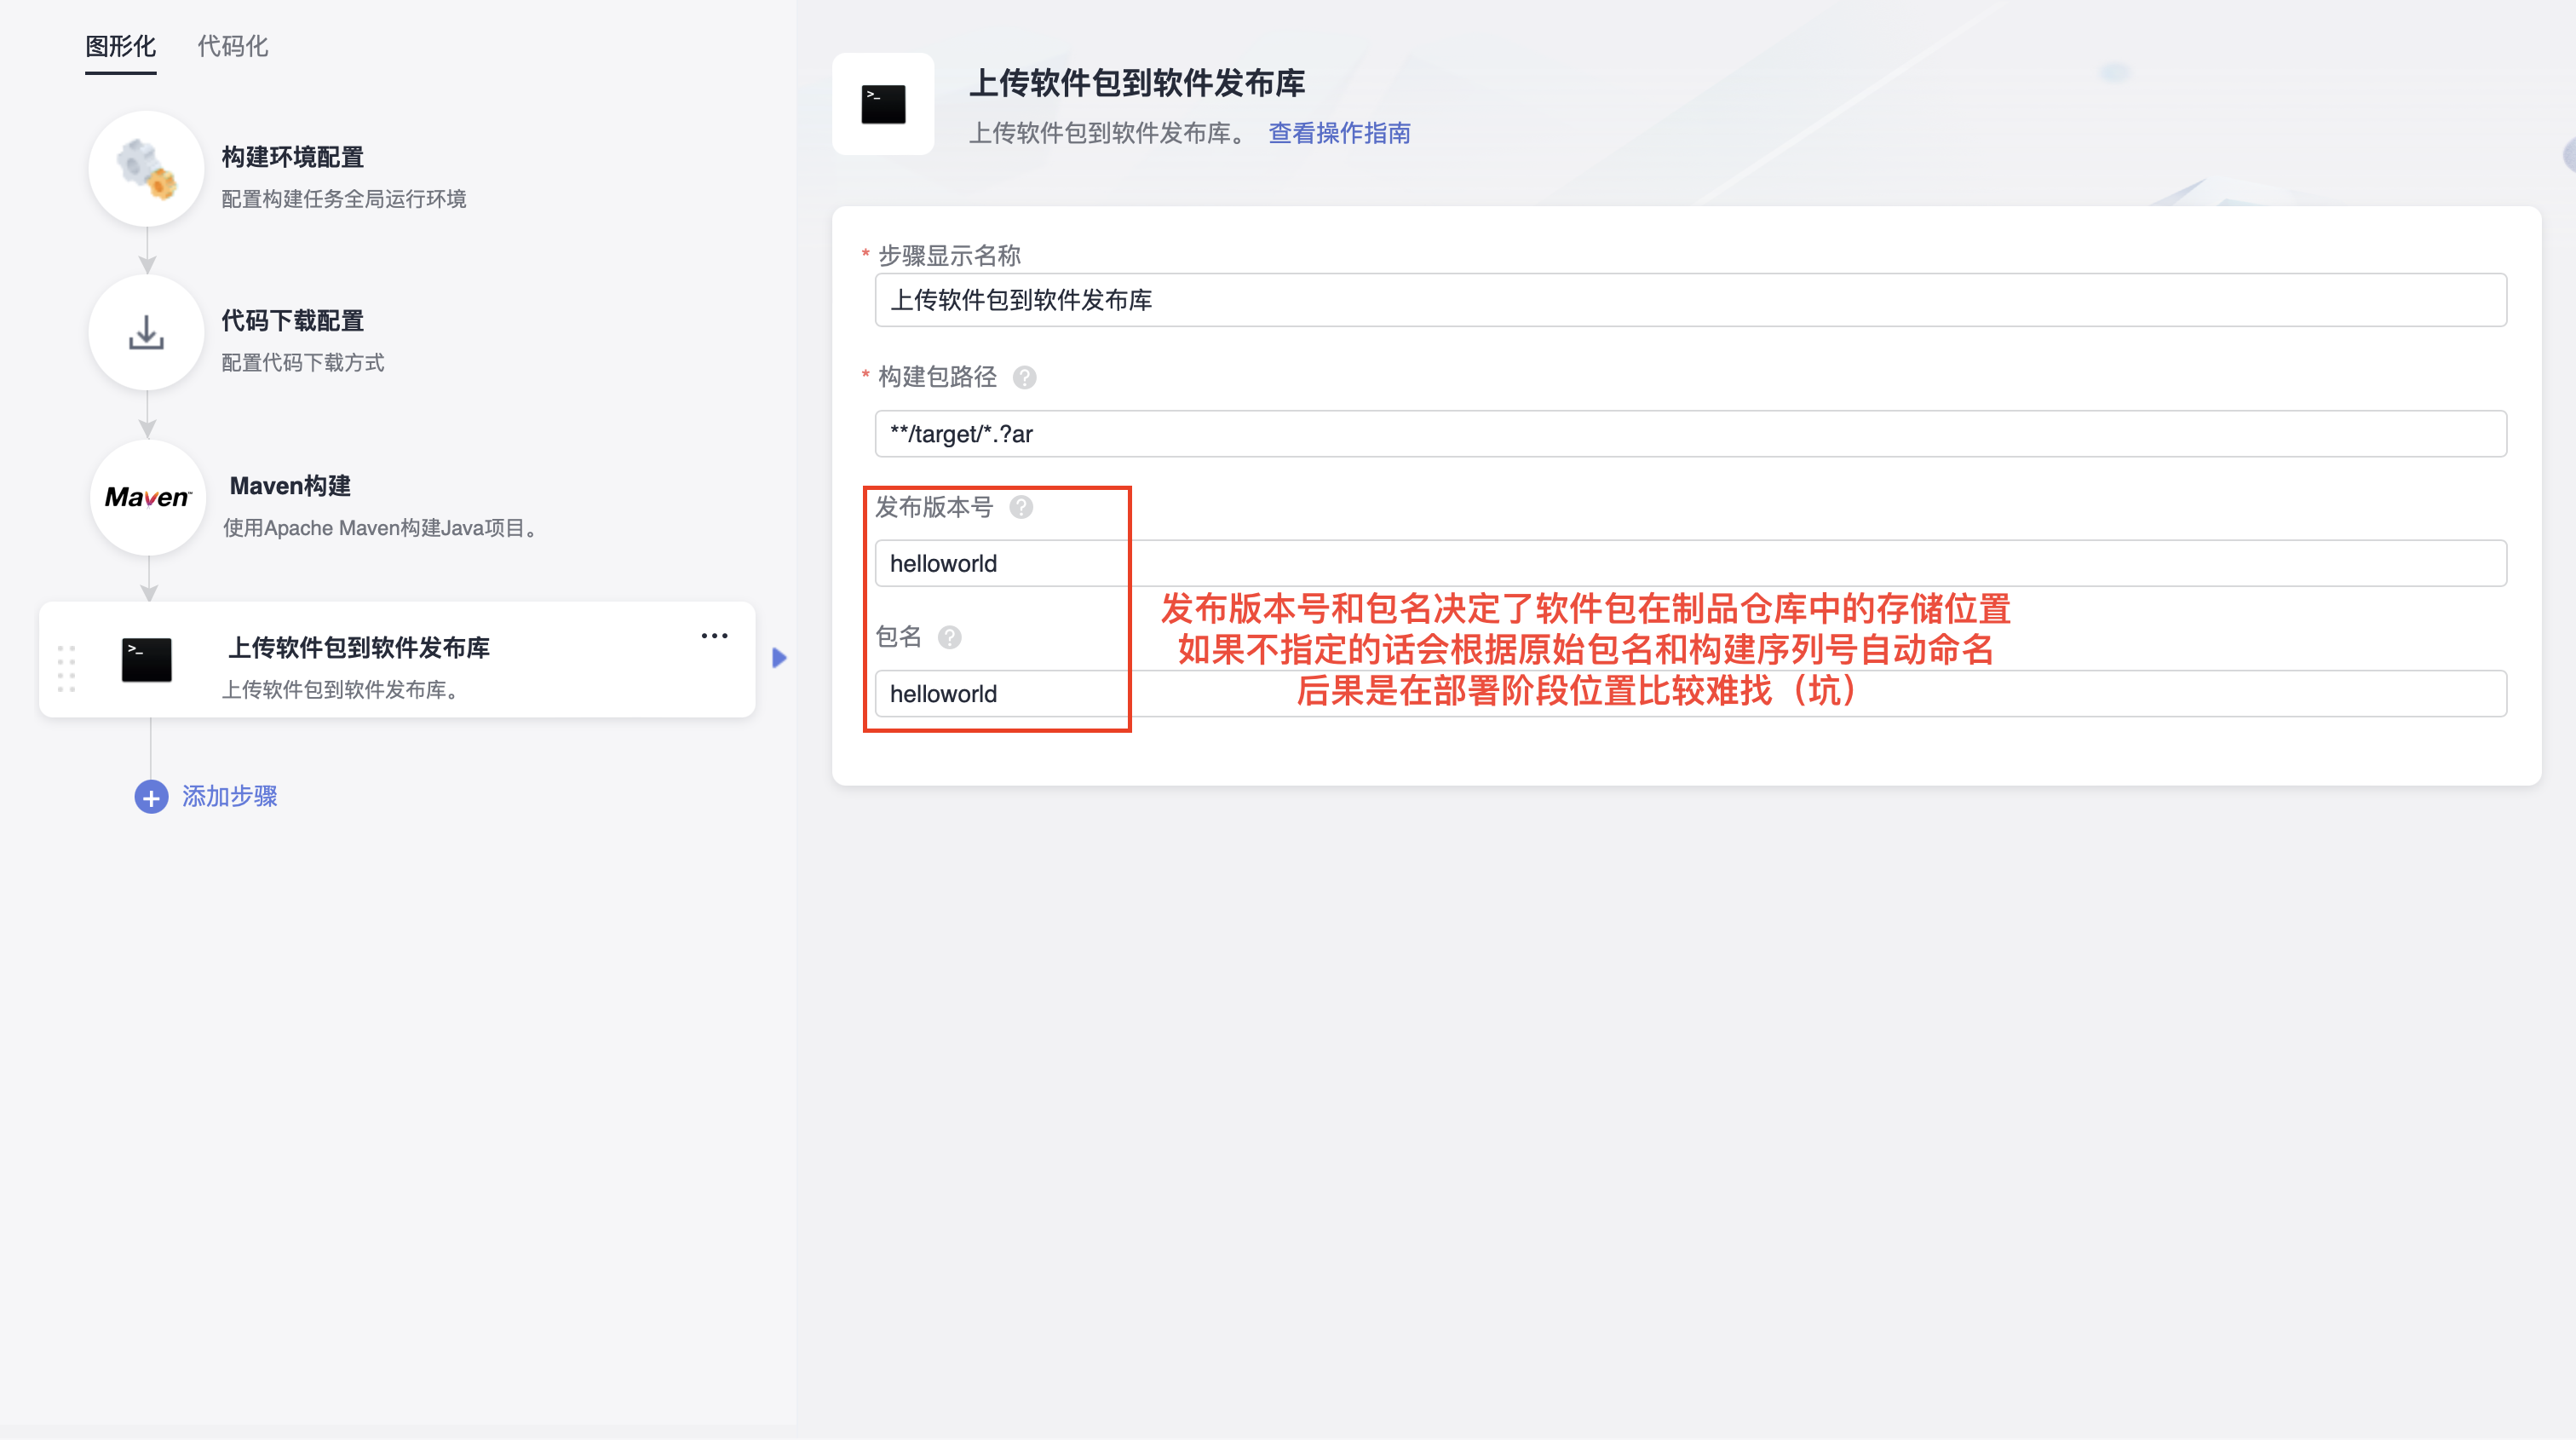 图形化 代码化
构建环境配置
配置构建任务全局运行环境
代码下载配置
配置代码下载方式
Maven
Maven构建
使用Apache Maven构建Java项目。
>_
上传软件包到软件发布库
上传软件包到软件发布库。
添加步骤
>_
上传软件包到软件发布库
上传软件包到软件发布库。 查看操作指南
* 步骤显示名称
上传软件包到软件发布库
* 构建包路径 ?
**/target/*.?ar
发布版本号 ?
helloworld
包名 ?
helloworld
发布版本号和包名决定了软件包在制品仓库中的存储位置
如果不指定的话会根据原始包名和构建序列号自动命名
后果是在部署阶段位置比较难找（坑）